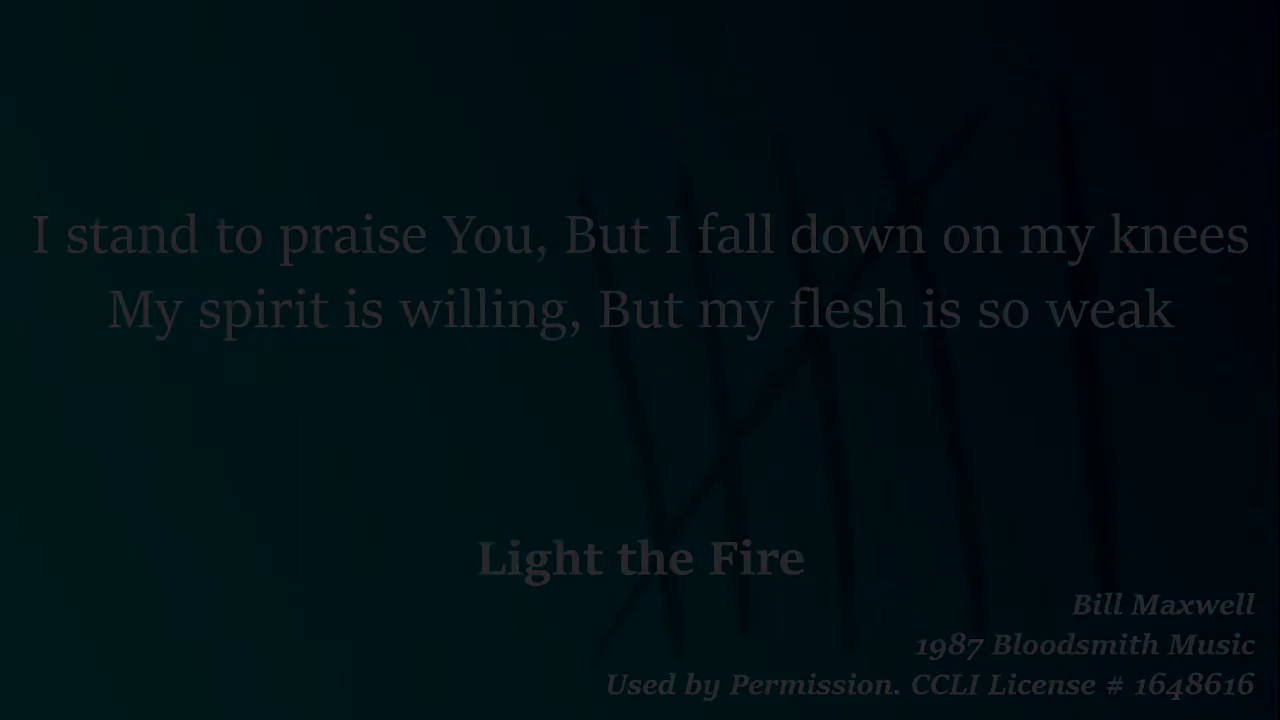 I stand to praise You, But I fall down on my knees
My spirit is willing, But my flesh is so weak
Light the Fire
Bill Maxwell
1987 Bloodsmith Music
Used by Permission. CCLI License # 1648616